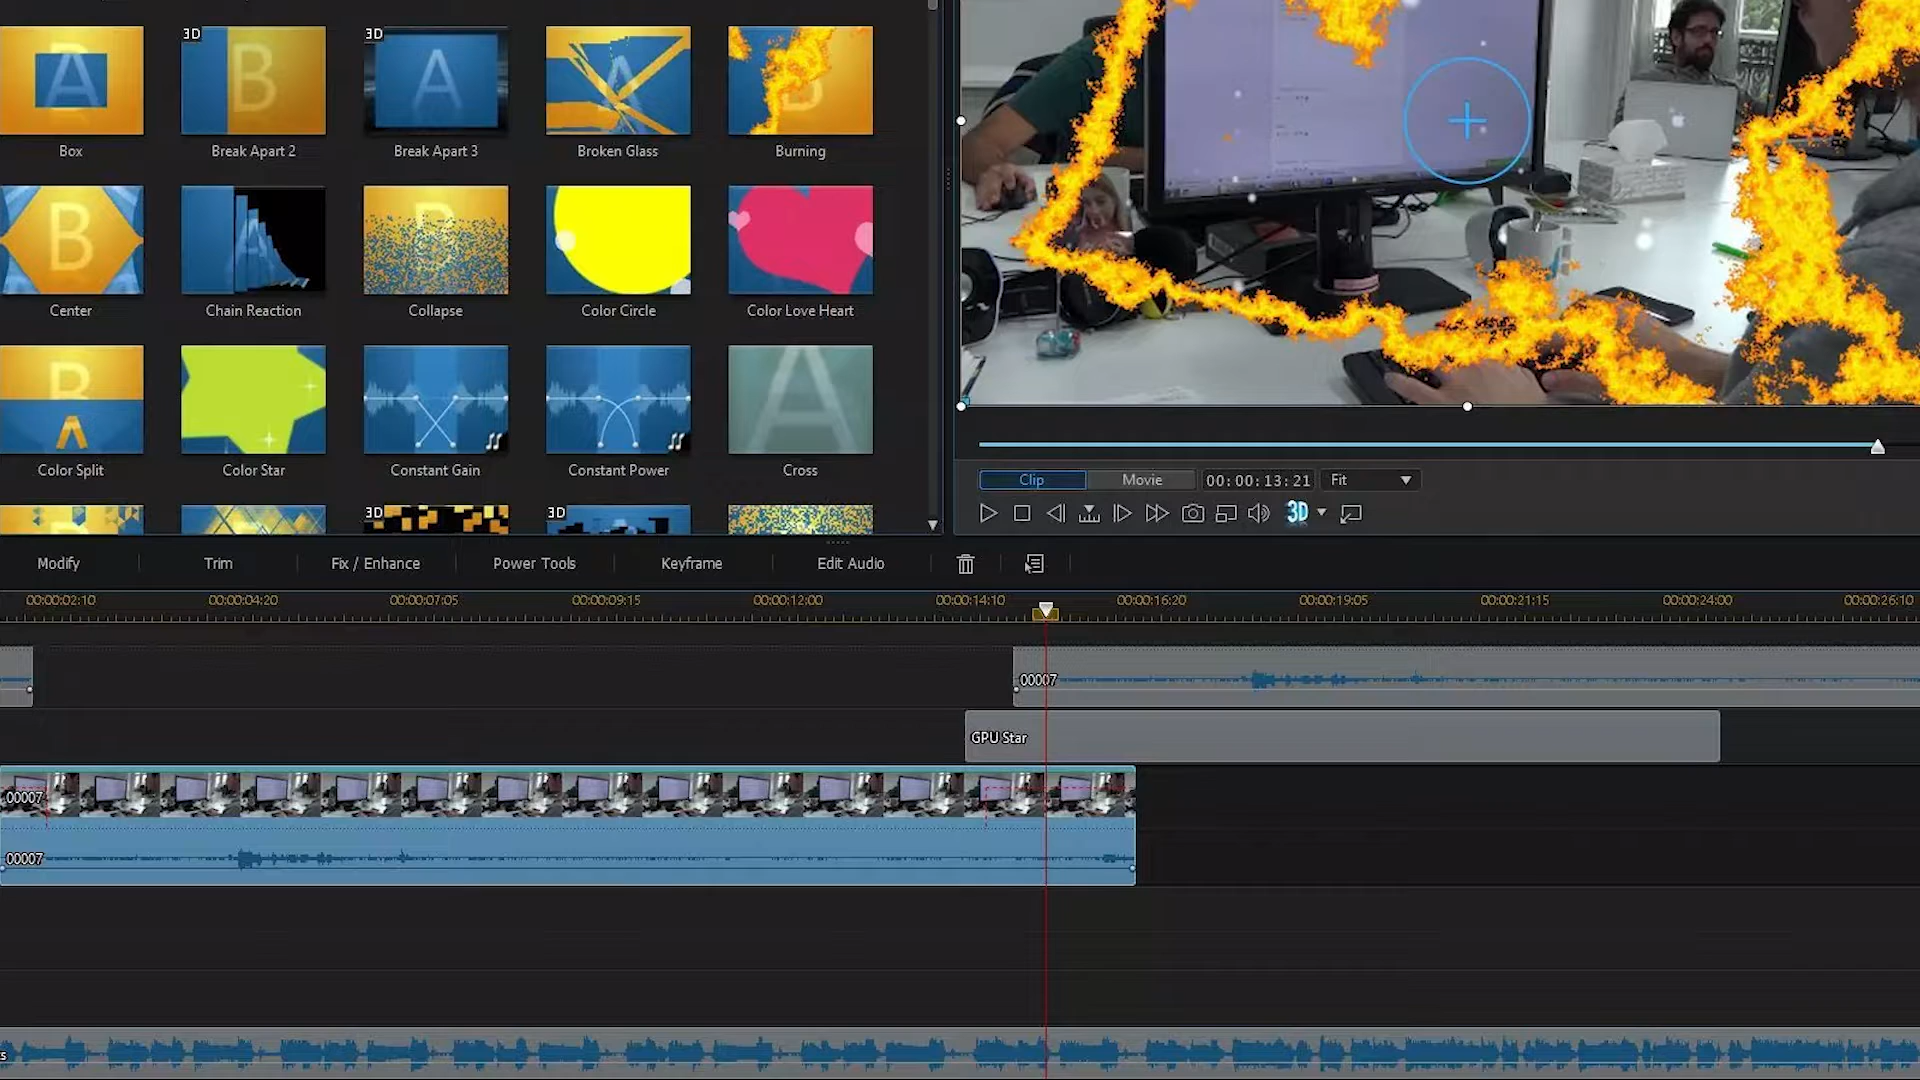 3D
3D
Box
Break Apart 2
Break Apart 3
Broken Glass
Burning
Center
Chain Reaction
Collapse
Color Circle
Color Love Heart
Color Split
Color Star
Constant Gain
Constant Power
Cross
3D
3D
Clip
Movie
00:00:13:21
Fit
3D
Modify
Trim
Fix / Enhance
Power Tools
Keyframe
Edit Audio
00:00:02:10
00:00:04:20
00:00:07:05
00:00:09:15
00:00:12:00
00:00:14:10
00:00:16:20
00:00:19:05
00:00:21:15
00:00:24:00
00:00:26:10
00007
GPU Star
00007
00007